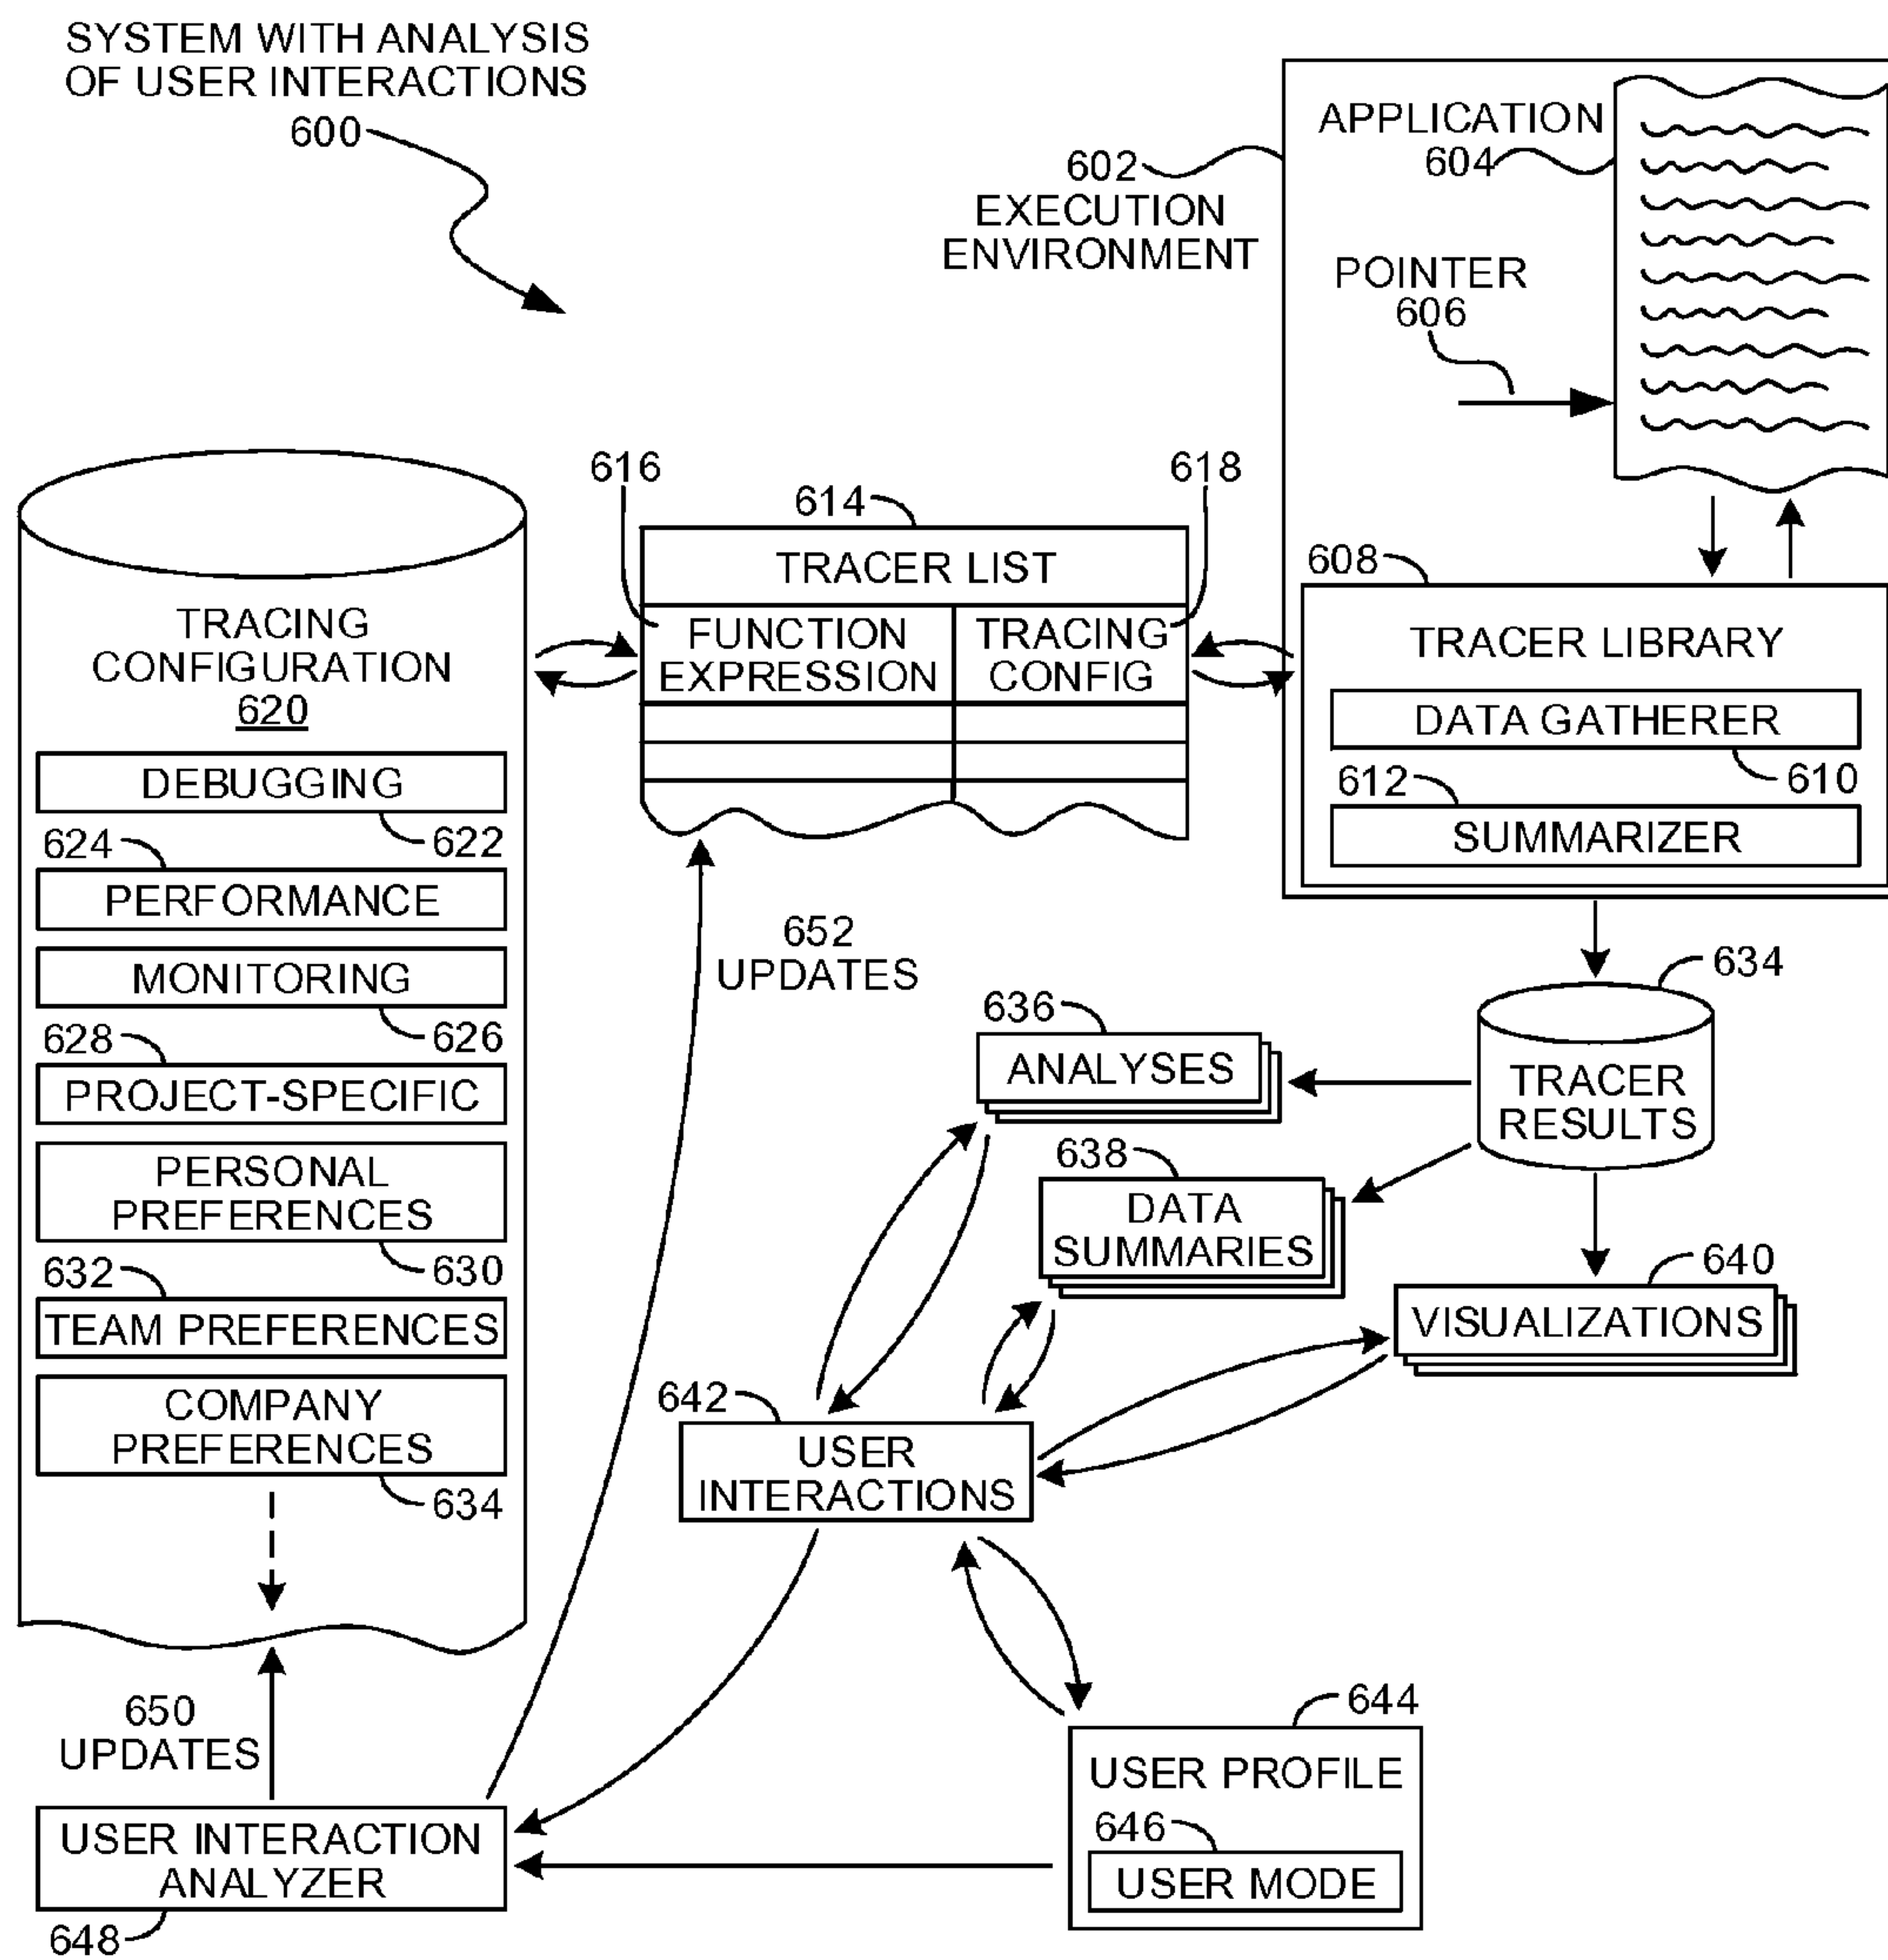 SYSTEM WITH ANALYSIS
OF USER INTERACTIONS
600
602
EXECUTION
ENVIRONMENT
APPLICATION
604
POINTER
606
608
TRACER LIBRARY
DATA GATHERER
610
612
SUMMARIZER
614
616
618
TRACER LIST
FUNCTION
EXPRESSION
TRACING
CONFIG
TRACING
CONFIGURATION
620
DEBUGGING
622
624
PERFORMANCE
MONITORING
626
628
PROJECT-SPECIFIC
PERSONAL
PREFERENCES
630
632
TEAM PREFERENCES
COMPANY
PREFERENCES
634
652
UPDATES
634
TRACER
RESULTS
636
ANALYSES
638
DATA
SUMMARIES
640
VISUALIZATIONS
642
USER
INTERACTIONS
644
USER PROFILE
646
USER MODE
650
UPDATES
USER INTERACTION
ANALYZER
648